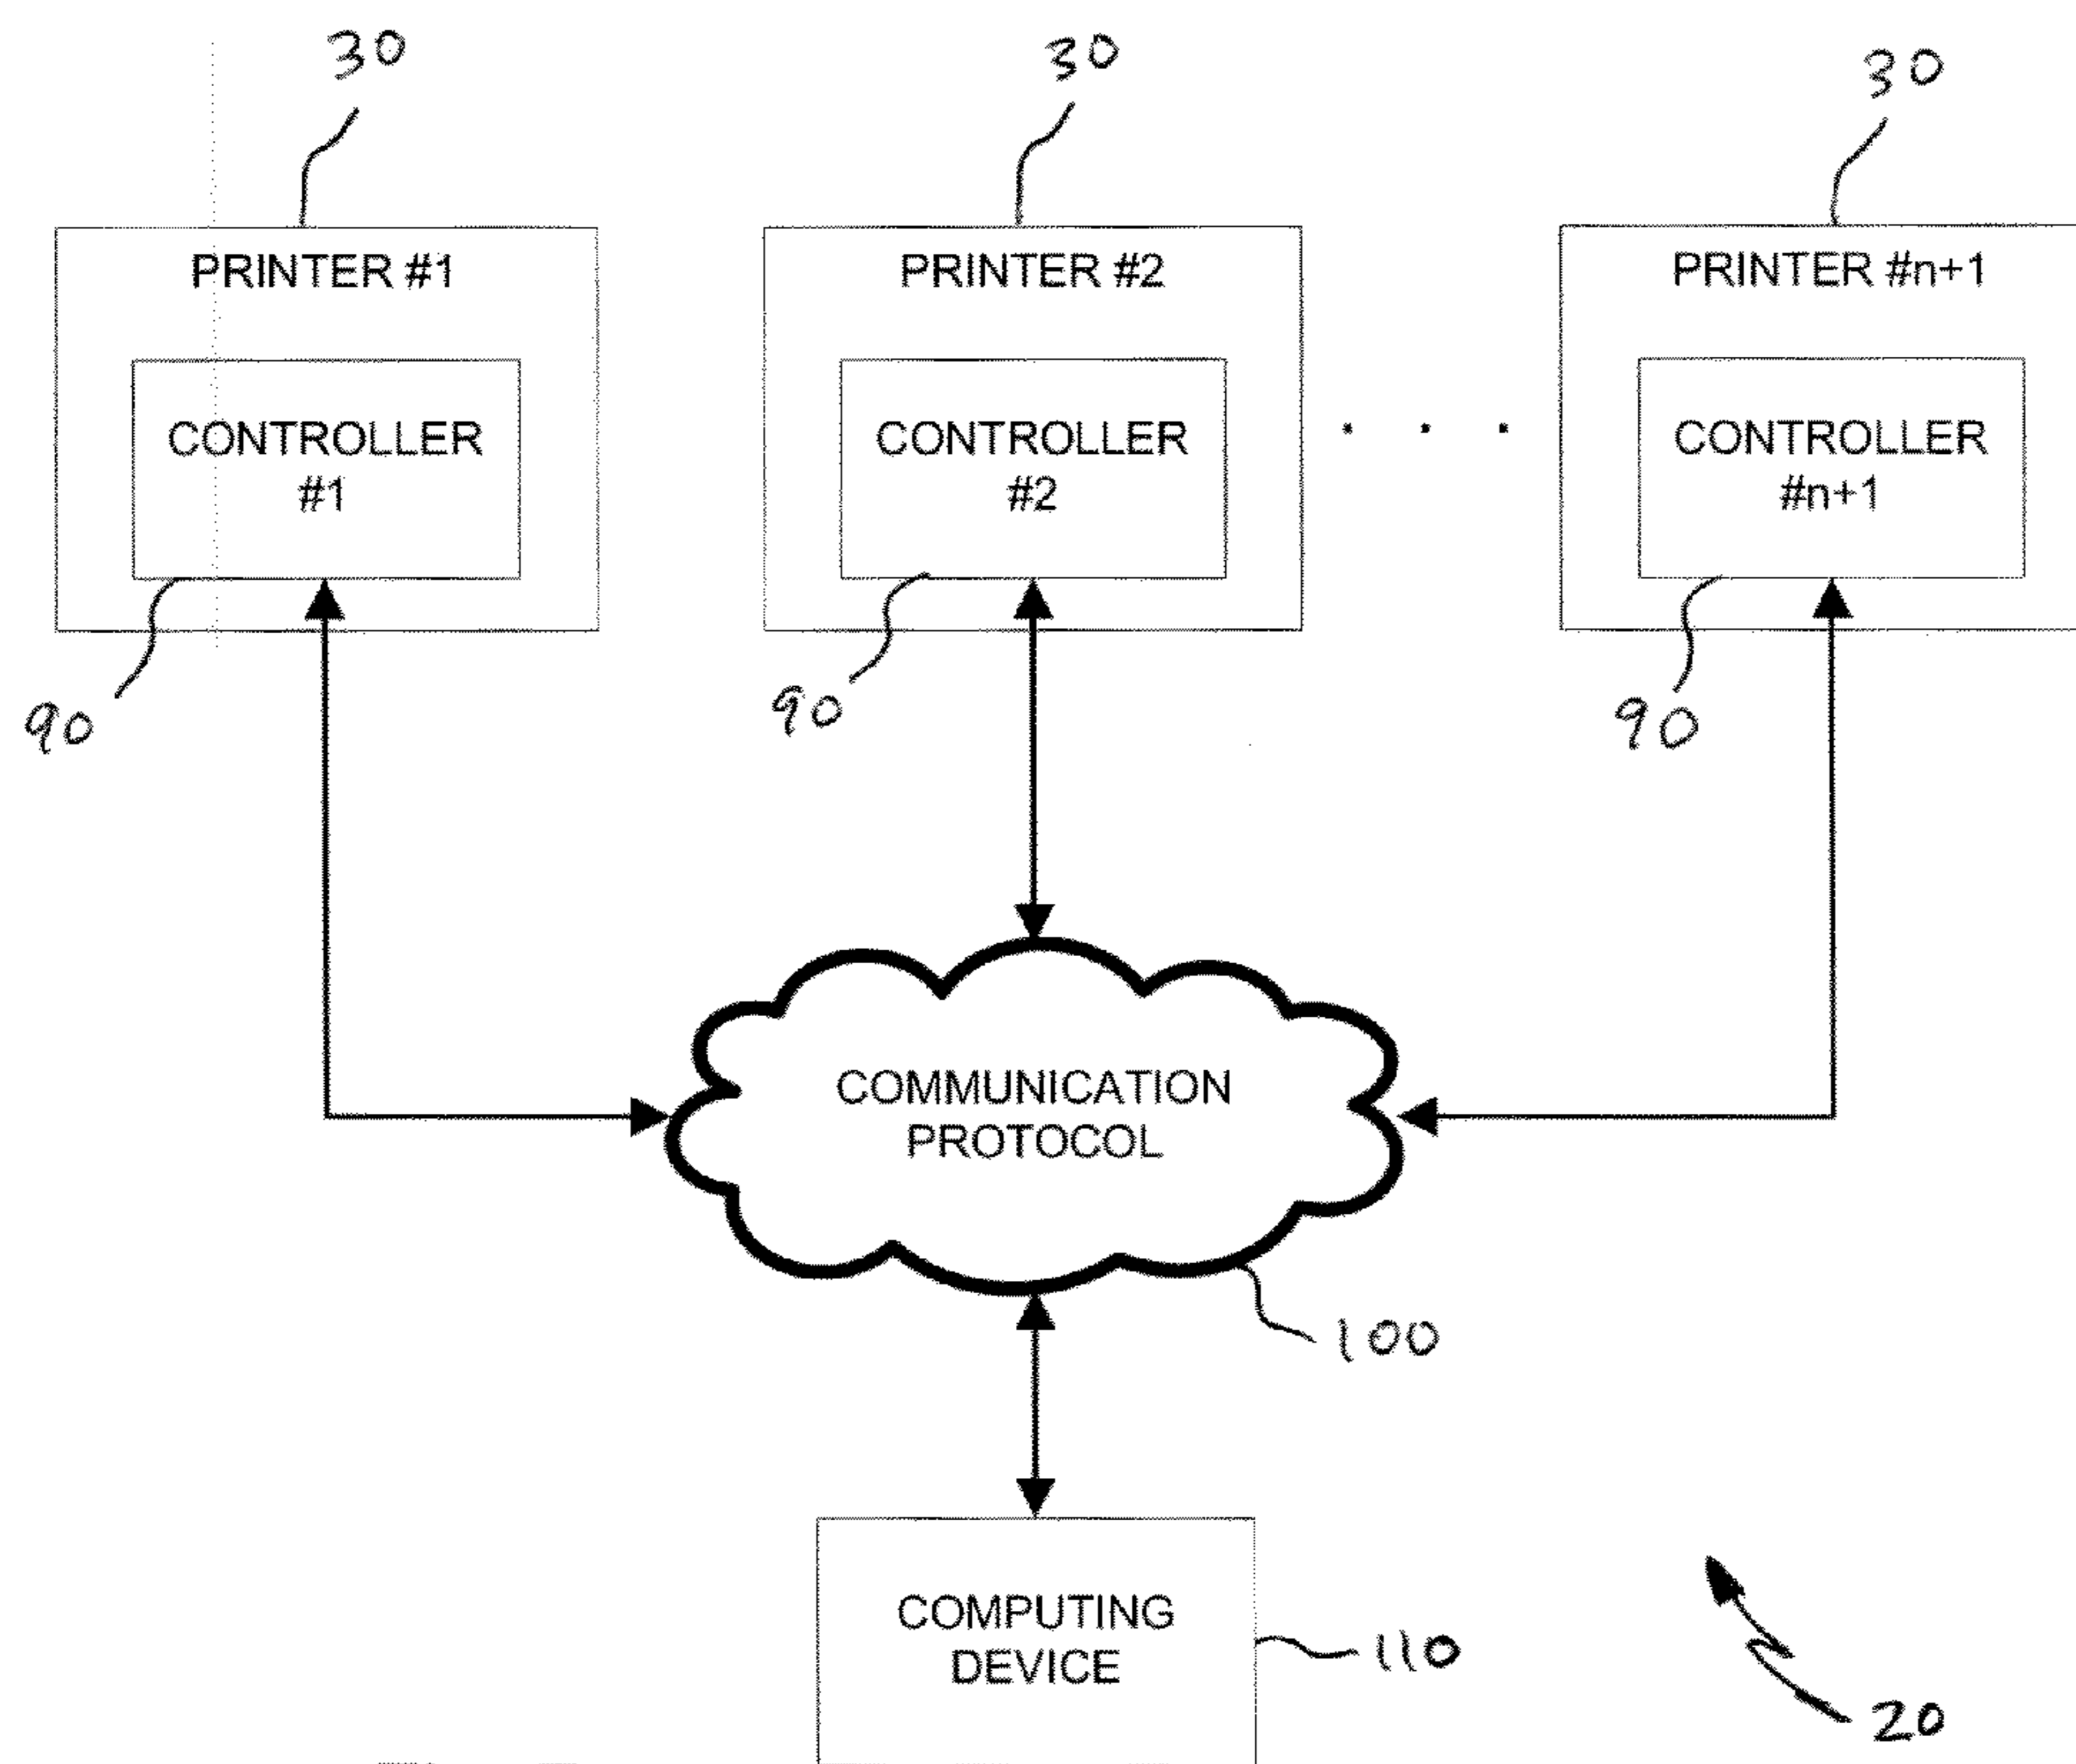 30
30
30
PRINTER #1
PRINTER #2
PRINTER #n+1
CONTROLLER
#1
CONTROLLER
#2
CONTROLLER
#n+1
90
90
90
COMMUNICATION
PROTOCOL
100
COMPUTING
DEVICE
110
20